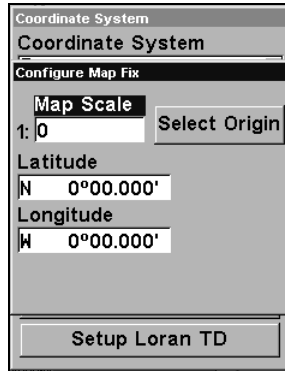 Coordinate System
Coordinate System
Configure Map Fix
Map Scale
1: 0
Select Origin
Latitude
N 0°00.000'
Longitude
W 0°00.000'
Setup Loran TD